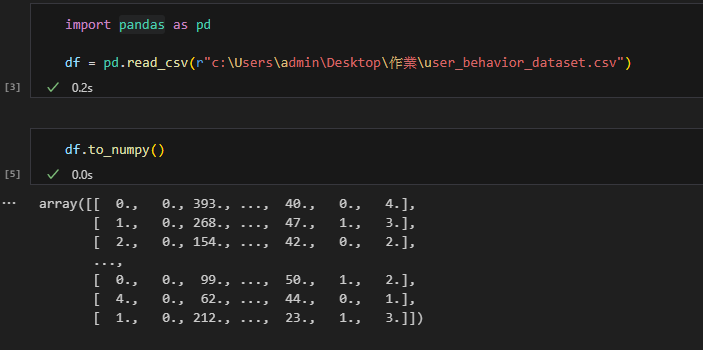 import pandas as pd
df = pd.read_csv(r"c:\Users\admin\Desktop\作業\user_behavior_dataset.csv")
[3]
0.2s
df.to_numpy()
[5]
0.0s
... array([[  0.,   0., 393., ...,  40.,   0.,   4.],
[  1.,   0., 268., ...,  47.,   1.,   3.],
[  2.,   0., 154., ...,  42.,   0.,   2.],
...,
[  0.,   0.,  99., ...,  50.,   1.,   2.],
[  4.,   0.,  62., ...,  44.,   0.,   1.],
[  1.,   0., 212., ...,  23.,   1.,   3.]])